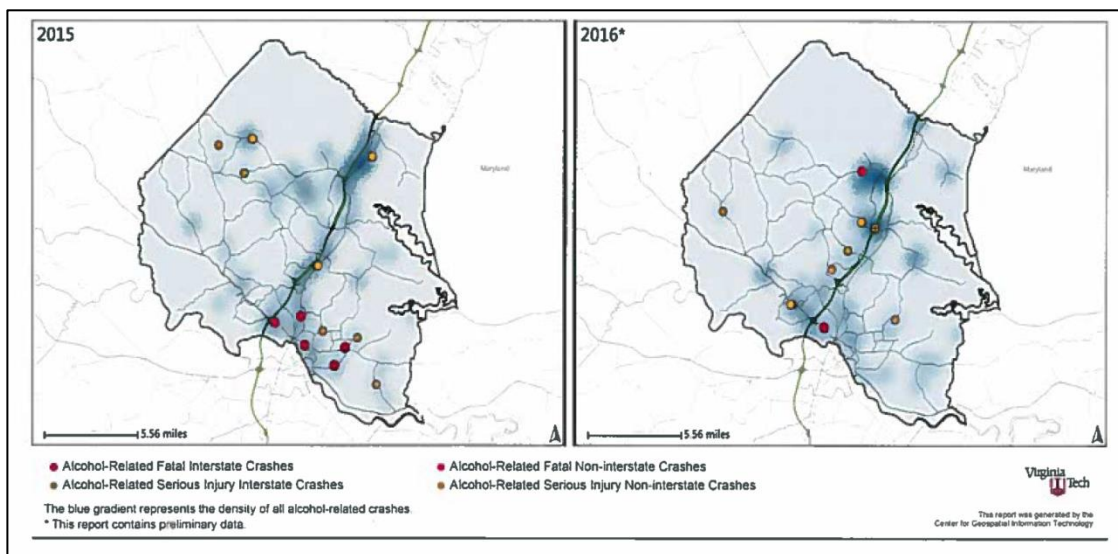 2015
Maryland
5.56 miles
2016*
Maryland
5.56 miles
Alcohol-Related Fatal Interstate Crashes
Alcohol-Related Fatal Non-interstate Crashes
Alcohol-Related Serious Injury Interstate Crashes
Alcohol-Related Serious Injury Non-interstate Crashes
The blue gradient represents the density of all alcohol-related crashes.
* This report contains preliminary data.
Virginia
Tech
This report was generated by the
Center for Geospatial Information Technology